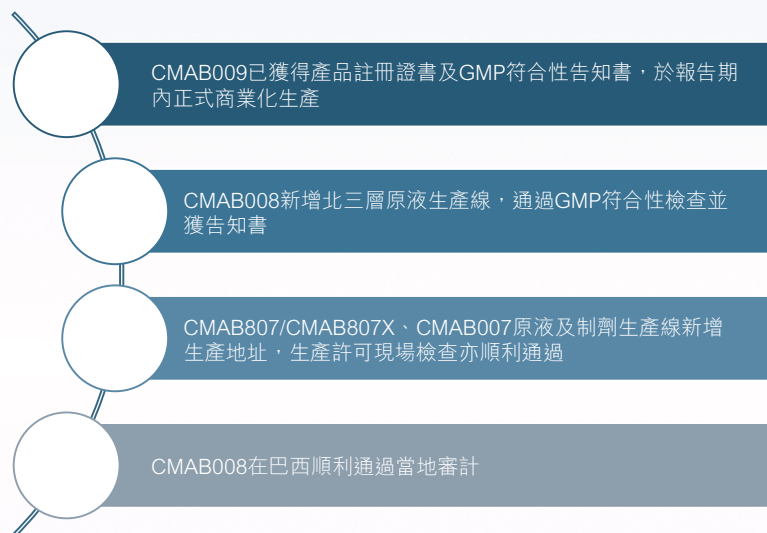 CMAB009已獲得產品註冊證書及GMP符合性告知書，於報告期
內正式商業化生產
CMAB008新增北三層原液生產線，通過GMP符合性檢查並
獲告知書
CMAB807/CMAB807X、CMAB007原液及制劑生產線新增
生產地址，生產許可現場檢查亦順利通過
CMAB008在巴西順利通過當地審計